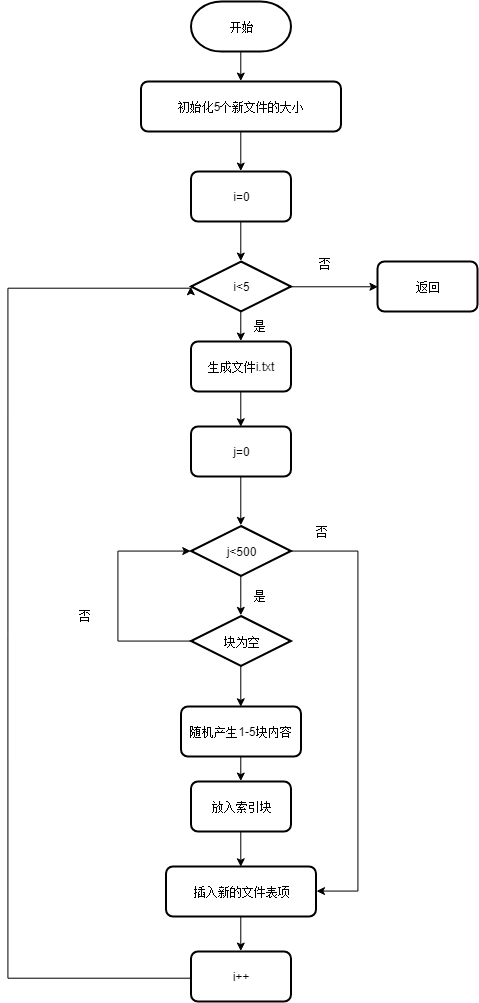 开始
初始化5个新文件的大小
i=0
i<5
否
返回
是
生成文件i.txt
j=0
j<500
否
是
否
块为空
随机产生1-5块内容
放入索引块
插入新的文件表项
i++